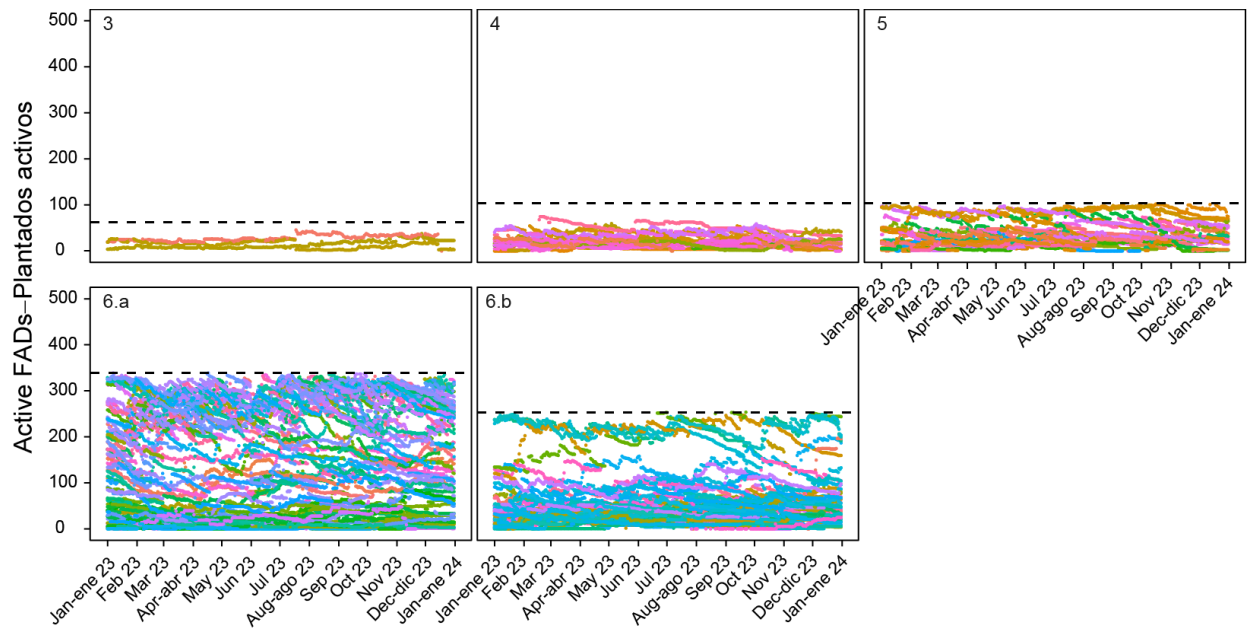 Active FADs–Plantados activos
3
500
400
300
200
100
0
4
5
Jan-ene 23
Feb 23
Mar 23
Apr-abr 23
May 23
Jun 23
Jul 23
Aug-ago 23
Sep 23
Oct 23
Nov 23
Dec-dic 23
Jan-ene 24
6.a
500
400
300
200
100
0
Jan-ene 23
Feb 23
Mar 23
Apr-abr 23
May 23
Jun 23
Jul 23
Aug-ago 23
Sep 23
Oct 23
Nov 23
Dec-dic 23
Jan-ene 24
6.b
Jan-ene 23
Feb 23
Mar 23
Apr-abr 23
May 23
Jun 23
Jul 23
Aug-ago 23
Sep 23
Oct 23
Nov 23
Dec-dic 23
Jan-ene 24